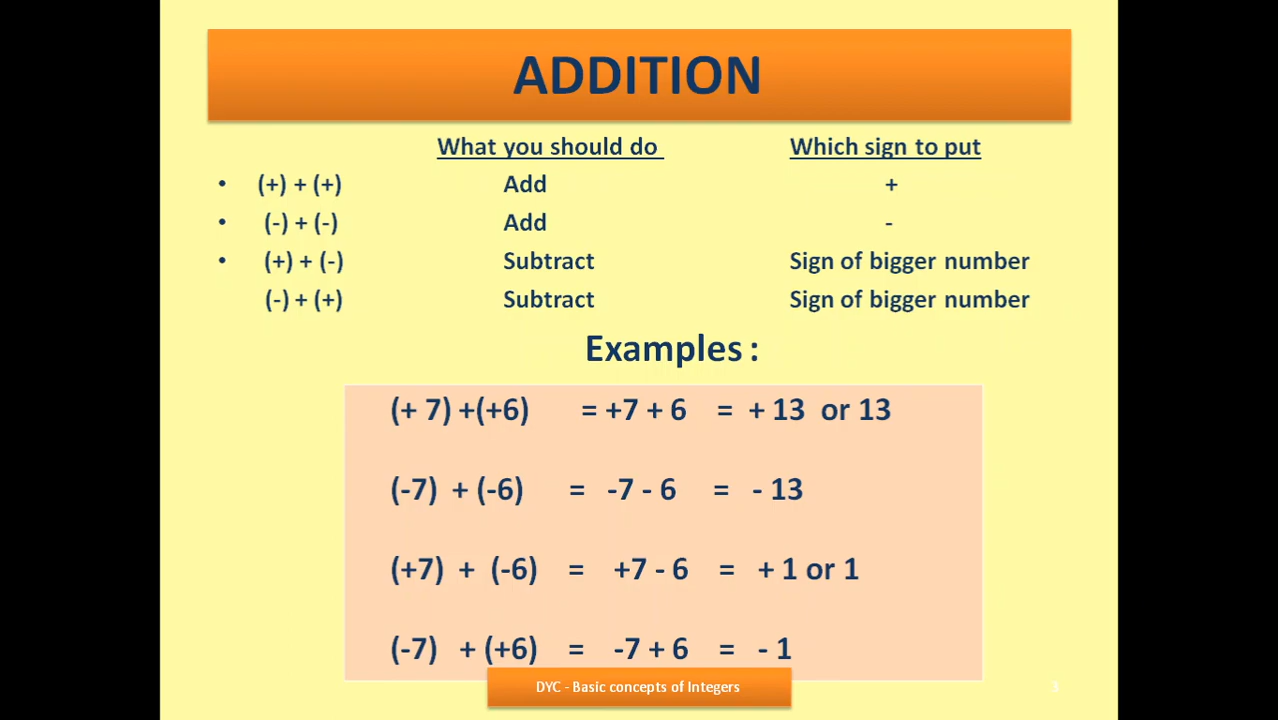 ADDITION
What you should do Which sign to put
• (+) + (+) Add +
• (-) + (-) Add -
• (+) + (-) Subtract Sign of bigger number
(-) + (+) Subtract Sign of bigger number
Examples :
(+ 7) +(+6) = +7 + 6 = + 13 or 13
(-7) + (-6) = -7 - 6 = - 13
(+7) + (-6) = +7 - 6 = + 1 or 1
(-7) + (+6) = -7 + 6 = - 1
DYC - Basic concepts of Integers 3